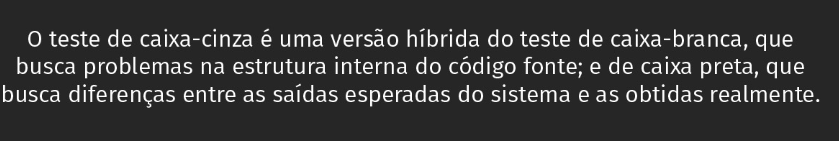 O teste de caixa-cinza é uma versão híbrida do teste de caixa-branca, que
busca problemas na estrutura interna do código fonte; e de caixa preta, que
busca diferenças entre as saídas esperadas do sistema e as obtidas realmente.